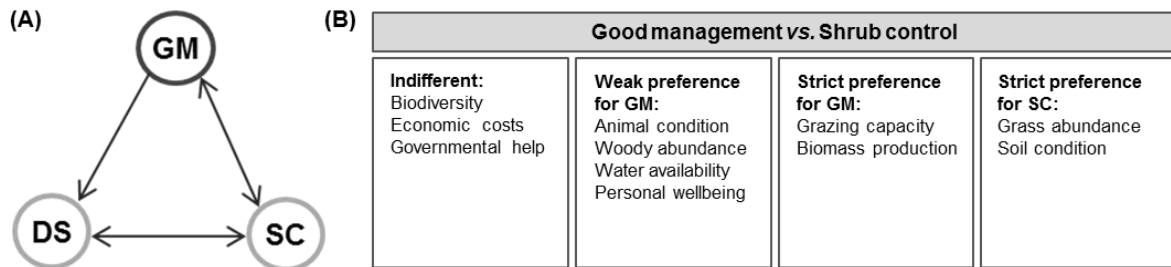 (A)
GM
DS
SC
(B)
Good management vs. Shrub control
Indifferent:
Biodiversity
Economic costs
Governmental help
Weak preference
for GM:
Animal condition
Woody abundance
Water availability
Personal wellbeing
Strict preference
for GM:
Grazing capacity
Biomass production
Strict preference
for SC:
Grass abundance
Soil condition